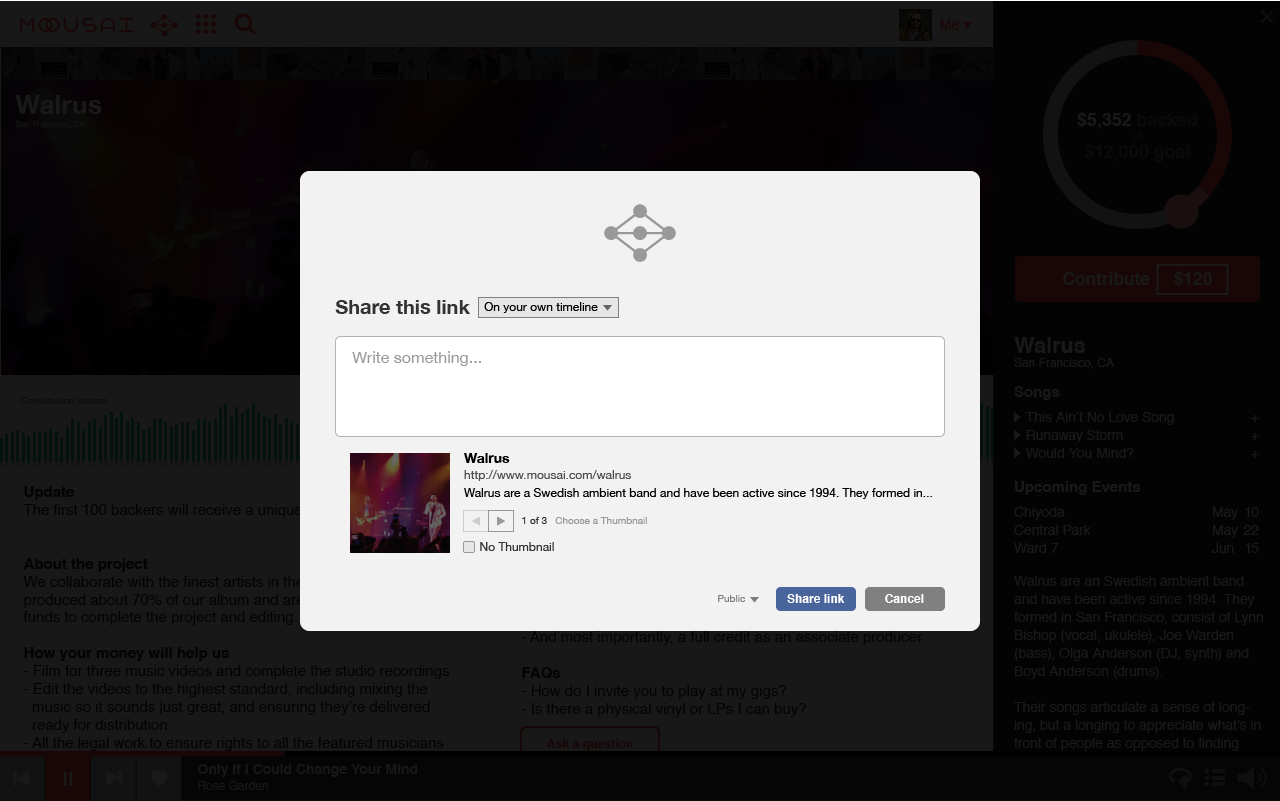 MOUSAI
Me
Walrus
San Francisco, CA
$5,352 backed
of
$12,000 goal
Contribute $120
Walrus
San Francisco, CA
Songs
This Ain't No Love Song +
Runaway Storm +
Would You Mind? +
Upcoming Events
Chiyoda May 10
Central Park May 22
Ward 7 Jun 15
Walrus are an Swedish ambient band
and have been active since 1994. They
formed in San Francisco, consist of Lynn
Bishop (vocal, ukulele), Joe Warden
(bass), Olga Anderson (DJ, synth) and
Boyd Anderson (drums).
Their songs articulate a sense of long-
ing, but a longing to appreciate what's in
front of people as opposed to finding
Share this link On your own timeline
Write something...
Walrus
http://www.mousai.com/walrus
Walrus are a Swedish ambient band and have been active since 1994. They formed in...
1 of 3 Choose a Thumbnail
No Thumbnail
Public Share link Cancel
Contribution stream
Update
The first 100 backers will receive a unique
About the project
We collaborate with the finest artists in the
produced about 70% of our album and are
funds to complete the project and editing,
How your money will help us
- Film for three music videos and complete the studio recordings
- Edit the videos to the highest standard, including mixing the
music so it sounds just great, and ensuring they're delivered
ready for distribution
- All the legal work to ensure rights to all the featured musicians
- And most importantly, a full credit as an associate producer
FAQs
- How do I invite you to play at my gigs?
- Is there a physical vinyl or LPs I can buy?
Ask a question
Only If I Could Change Your Mind
Rose Garden